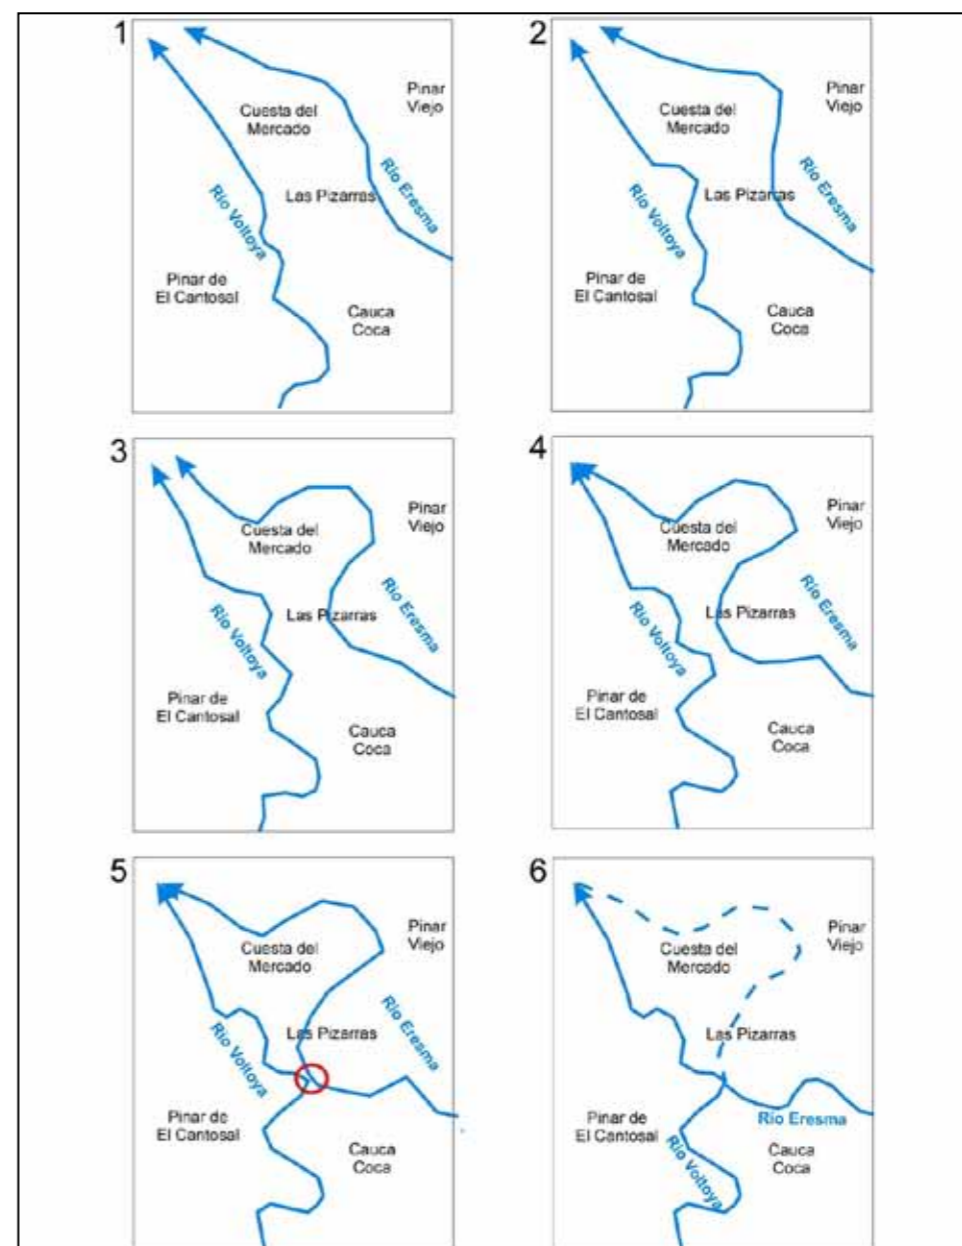 1
Pinar
Viejo
Cuesta del
Mercado
Río Eresma
Las Pizarras
Río Voltoya
Pinar de
El Cantosal
Cauca
Coca
2
Pinar
Viejo
Cuesta del
Mercado
Río Eresma
Las Pizarras
Río Voltoya
Pinar de
El Cantosal
Cauca
Coca
3
Pinar
Viejo
Cuesta del
Mercado
Río Eresma
Las Pizarras
Río Voltoya
Pinar de
El Cantosal
Cauca
Coca
4
Pinar
Viejo
Cuesta del
Mercado
Río Eresma
Las Pizarras
Río Voltoya
Pinar de
El Cantosal
Cauca
Coca
5
Pinar
Viejo
Cuesta del
Mercado
Río Eresma
Las Pizarras
Río Voltoya
Pinar de
El Cantosal
Cauca
Coca
6
Pinar
Viejo
Cuesta del
Mercado
Las Pizarras
Pinar de
El Cantosal
Río Eresma
Río Voltoya
Cauca
Coca